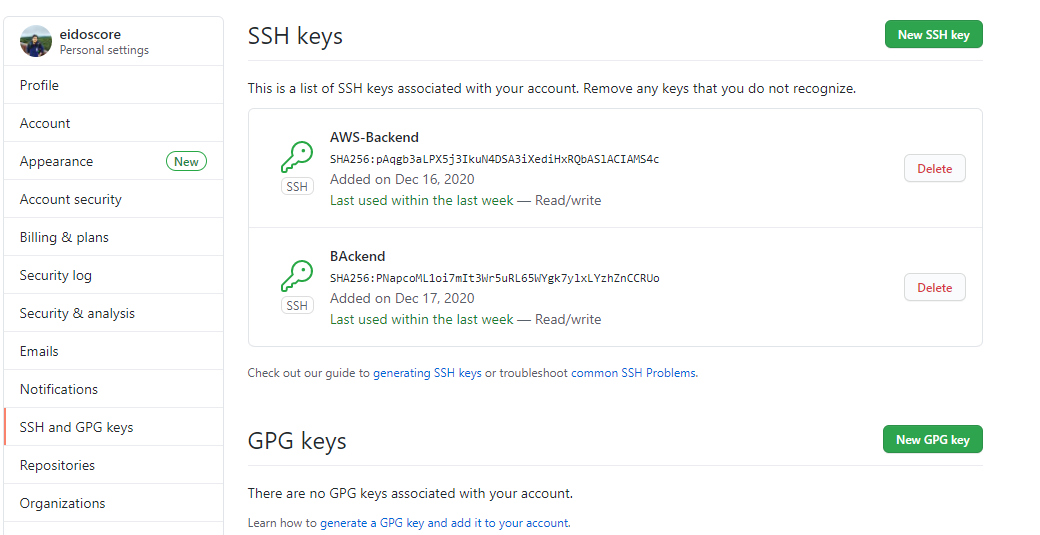 eidoscore
Personal settings
Profile
Account
Appearance New
Account security
Billing & plans
Security log
Security & analysis
Emails
Notifications
SSH and GPG keys
Repositories
Organizations
SSH keys
New SSH key
This is a list of SSH keys associated with your account. Remove any keys that you do not recognize.
AWS-Backend
SHA256:pAqgb3aLPX5j3IkuN4DSA3iXediHxRQbAS1ACIAMS4c
SSH
Added on Dec 16, 2020
Last used within the last week — Read/write
Delete
BAckend
SHA256:PNapcoML1oi7mIt3Wr5uRL65WYgk7y1xLYzhZnCCRUo
SSH
Added on Dec 17, 2020
Last used within the last week — Read/write
Delete
Check out our guide to generating SSH keys or troubleshoot common SSH Problems.
GPG keys
New GPG key
There are no GPG keys associated with your account.
Learn how to generate a GPG key and add it to your account.